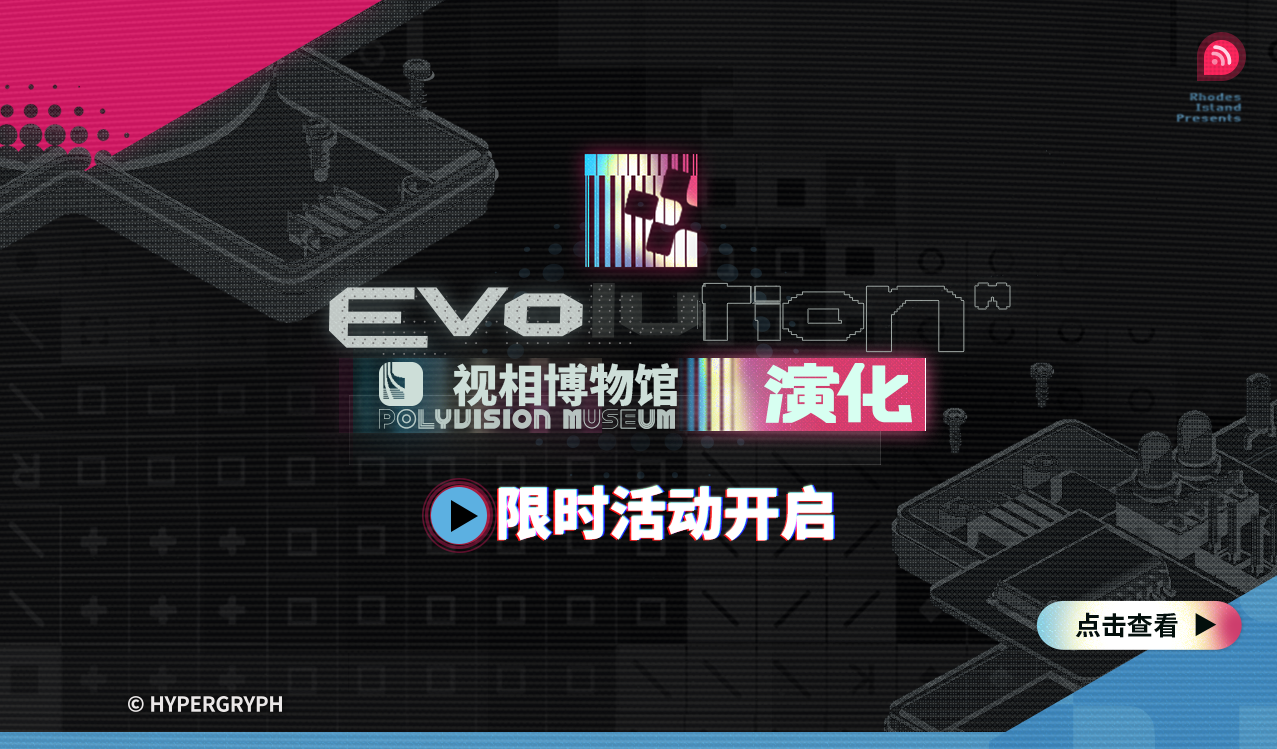 Rhodes
Island
Presents
EVolution
视相博物馆
POLYVISION MUSEUM
演化
限时活动开启
点击查看
© HYPERGRYPH